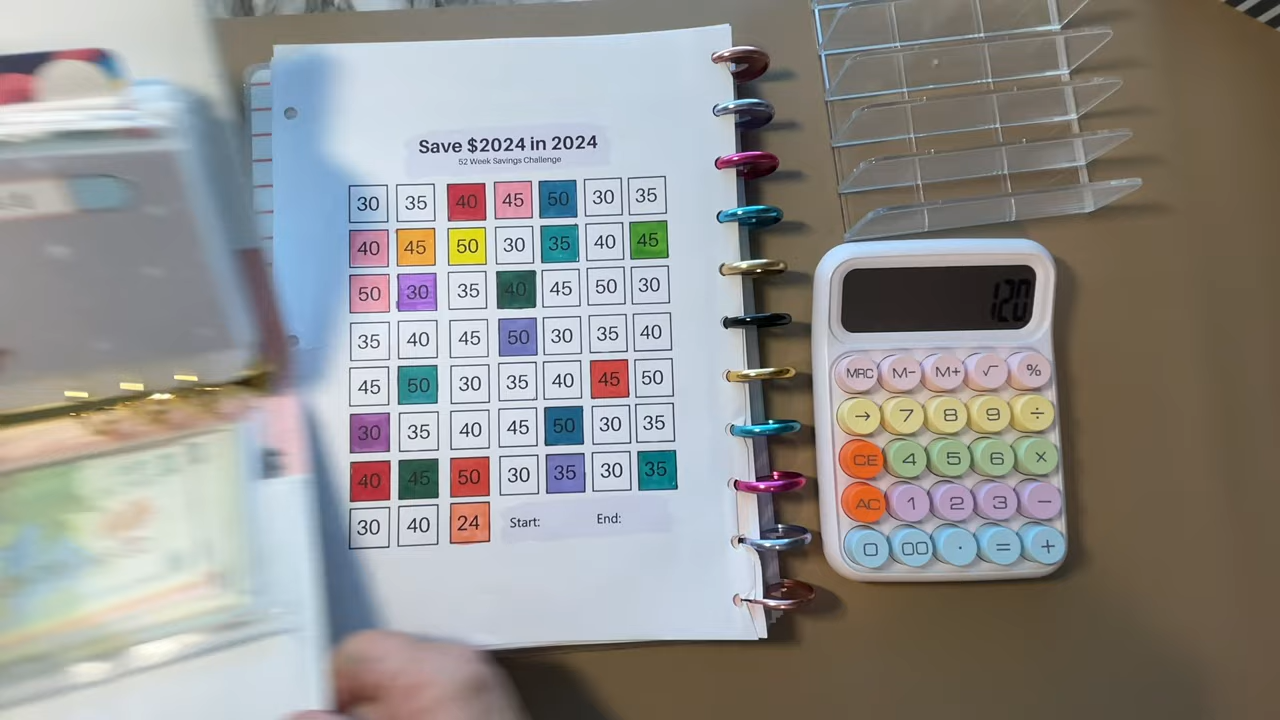 Save $2024 in 2024
52 Week Savings Challenge
30 35 40 45 50 30 35
40 45 50 30 35 40 45
50 30 35 40 45 50 30
35 40 45 50 30 35 40
45 50 30 35 40 45 50
30 35 40 45 50 30 35
40 45 50 30 35 30 35
30 40 24 Start: End:
120
MRC M- M+ √ %
→ 7 8 9 ÷
CE 4 5 6 ×
AC 1 2 3 −
0 00 · = +